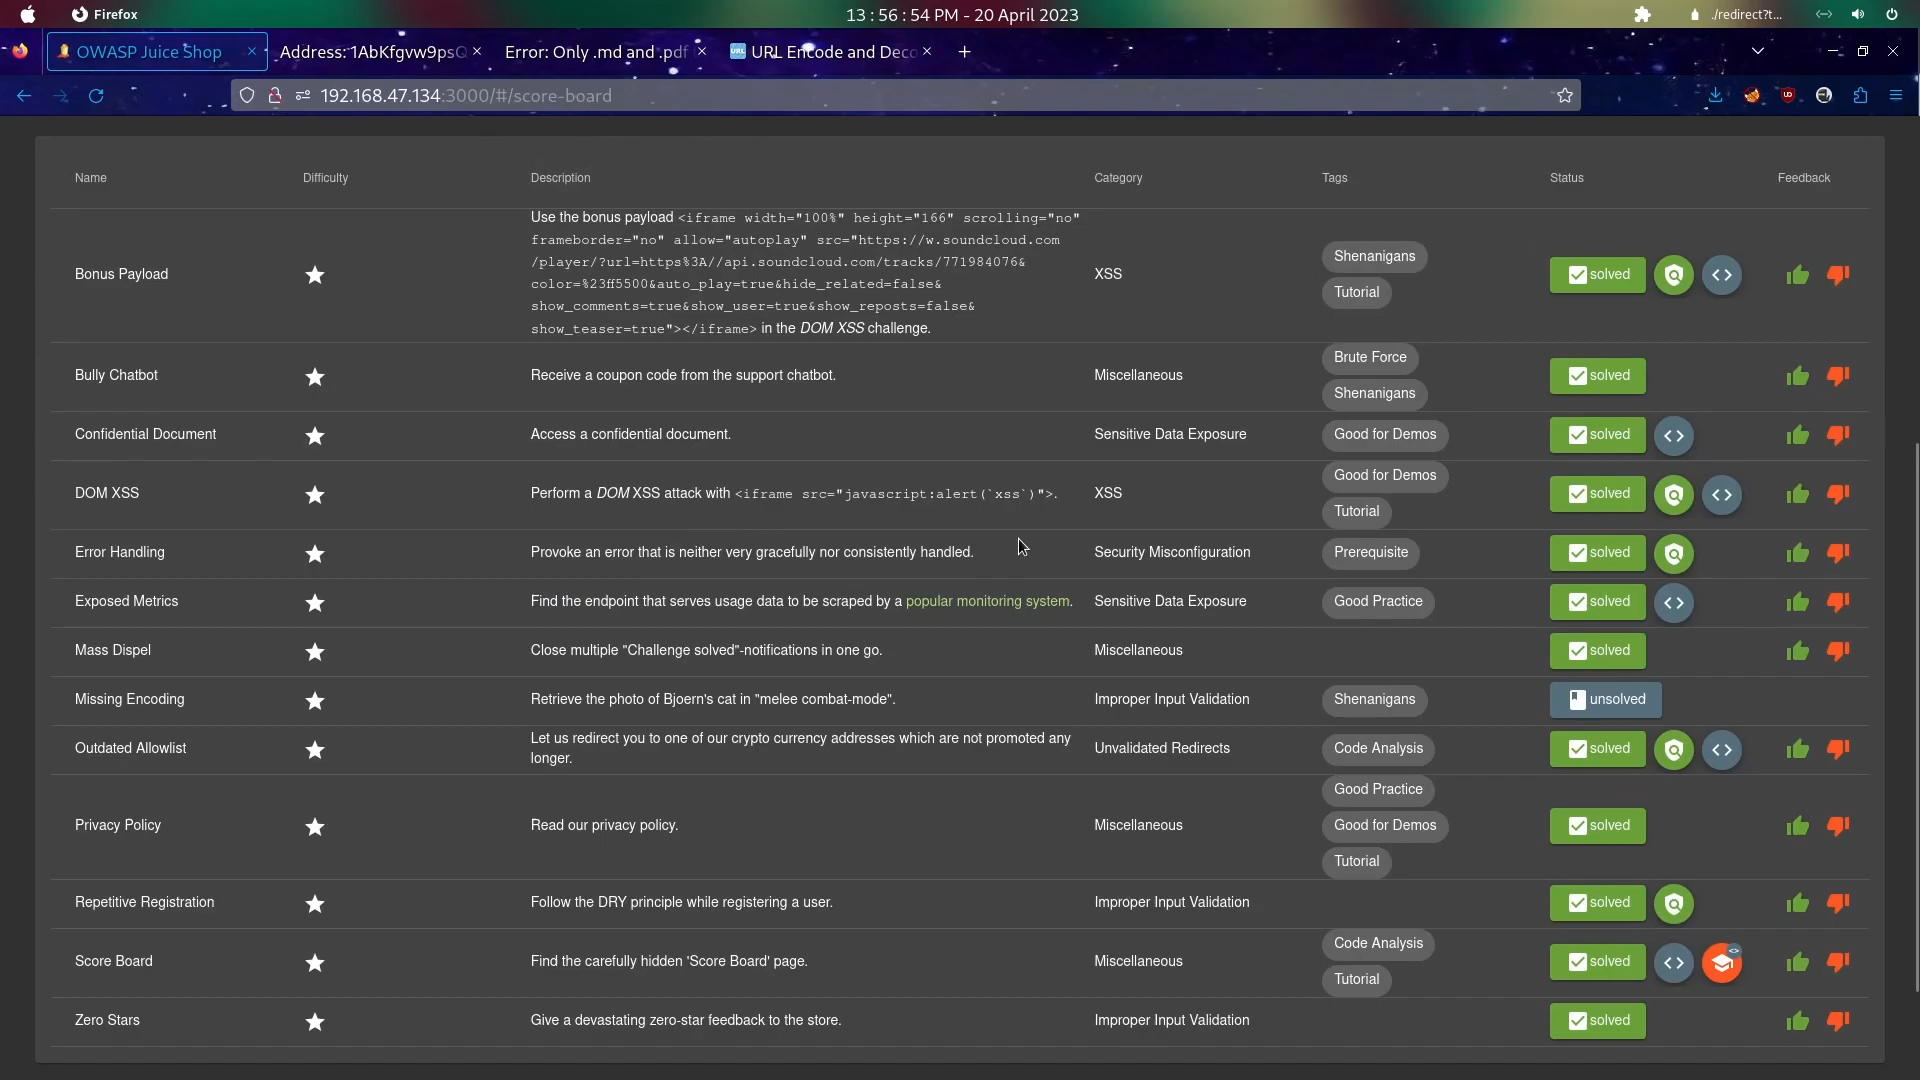 Firefox
13 : 56 : 54 PM - 20 April 2023
./redirect?t...
OWASP Juice Shop
Address: 1AbKfgvw9psQ
Error: Only .md and .pdf
URL Encode and Deco
192.168.47.134:3000/#/score-board
Name Difficulty Description Category Tags Status Feedback
Use the bonus payload <iframe width="100%" height="166" scrolling="no"
frameborder="no" allow="autoplay" src="https://w.soundcloud.com
/player/?url=https%3A//api.soundcloud.com/tracks/771984076&
color=%23ff5500&auto_play=true&hide_related=false&
show_comments=true&show_user=true&show_reposts=false&
show_teaser=true"></iframe> in the DOM XSS challenge.
Bonus Payload
XSS
Shenanigans
Tutorial
solved
Bully Chatbot
Receive a coupon code from the support chatbot.
Miscellaneous
Brute Force
Shenanigans
solved
Confidential Document
Access a confidential document.
Sensitive Data Exposure
Good for Demos
solved
DOM XSS
Perform a DOM XSS attack with <iframe src="javascript:alert(`xss`)">.
XSS
Good for Demos
Tutorial
solved
Error Handling
Provoke an error that is neither very gracefully nor consistently handled.
Security Misconfiguration
Prerequisite
solved
Exposed Metrics
Find the endpoint that serves usage data to be scraped by a popular monitoring system.
Sensitive Data Exposure
Good Practice
solved
Mass Dispel
Close multiple "Challenge solved"-notifications in one go.
Miscellaneous
solved
Missing Encoding
Retrieve the photo of Bjoern's cat in "melee combat-mode".
Improper Input Validation
Shenanigans
unsolved
Outdated Allowlist
Let us redirect you to one of our crypto currency addresses which are not promoted any
longer.
Unvalidated Redirects
Code Analysis
solved
Privacy Policy
Read our privacy policy.
Miscellaneous
Good Practice
Good for Demos
Tutorial
solved
Repetitive Registration
Follow the DRY principle while registering a user.
Improper Input Validation
solved
Score Board
Find the carefully hidden 'Score Board' page.
Miscellaneous
Code Analysis
Tutorial
solved
Zero Stars
Give a devastating zero-star feedback to the store.
Improper Input Validation
solved